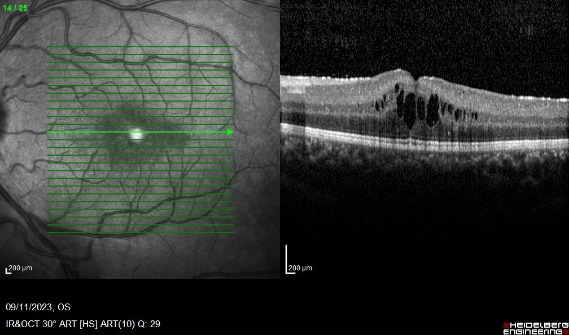 14 / 25
200 µm
200 µm
09/11/2023, OS
IR&OCT 30° ART [HS] ART(10) Q: 29
HEIDELBERG
ENGINEERING